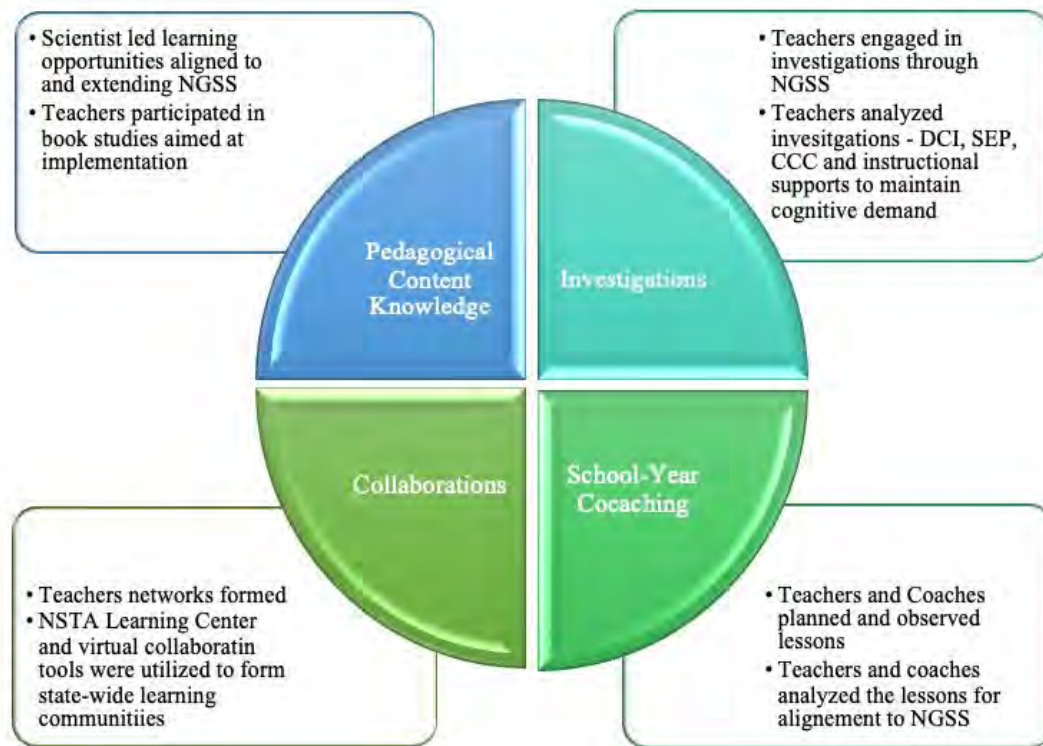 • Scientist led learning
opportunities aligned to
and extending NGSS
• Teachers participated in
book studies aimed at
implementation
• Teachers engaged in
investigations through
NGSS
• Teachers analyzed
invesitgations - DCI, SEP,
CCC and instructional
supports to maintain
cognitive demand
Pedagogical
Content
Knowledge
Investigations
Collaborations
School-Year
Cocaching
• Teachers networks formed
• NSTA Learning Center
and virtual collaboratin
tools were utilized to form
state-wide learning
communitiies
• Teachers and Coaches
planned and observed
lessons
• Teachers and coaches
analyzed the lessons for
alignement to NGSS